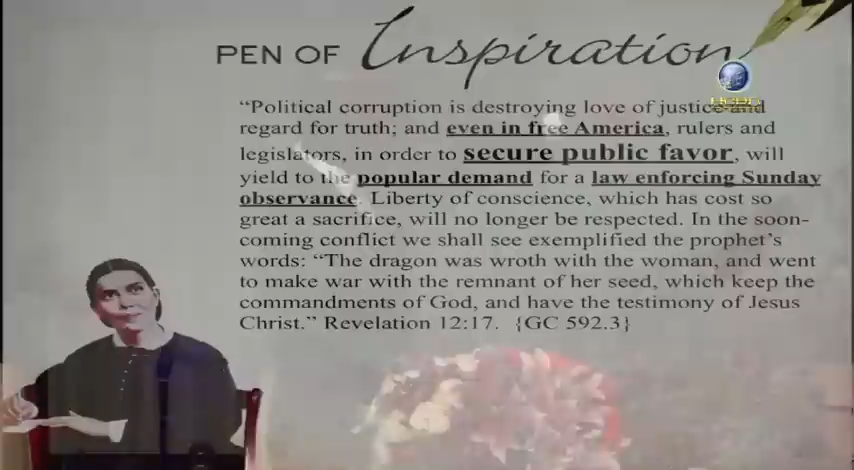 PEN OF Inspiration
“Political corruption is destroying love of justice and
regard for truth; and even in free America, rulers and
legislators, in order to secure public favor, will
yield to the popular demand for a law enforcing Sunday
observance. Liberty of conscience, which has cost so
great a sacrifice, will no longer be respected. In the soon-
coming conflict we shall see exemplified the prophet’s
words: “The dragon was wroth with the woman, and went
to make war with the remnant of her seed, which keep the
commandments of God, and have the testimony of Jesus
Christ.” Revelation 12:17.  {GC 592.3}